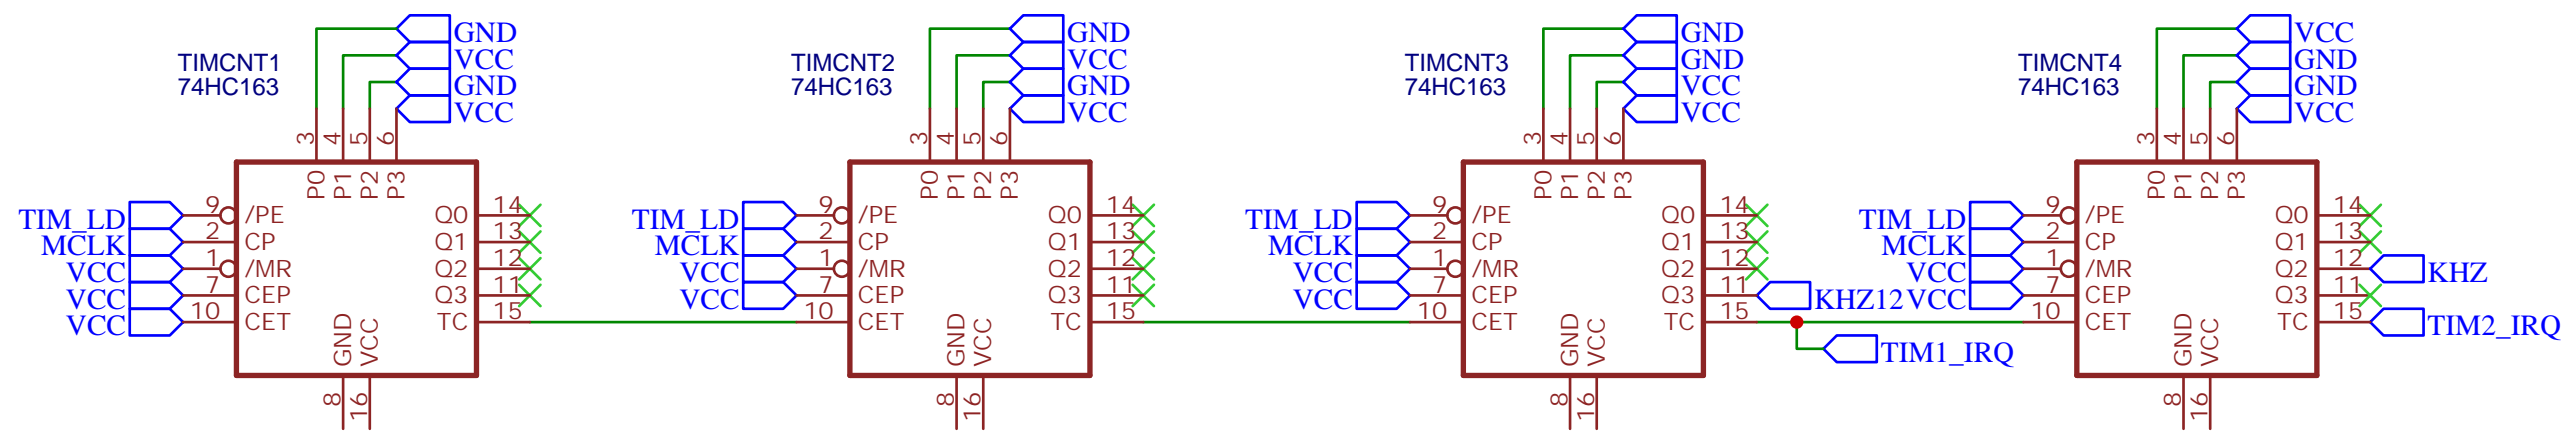 TIMCNT1
74HC163
GND
VCC
GND
VCC
3
4
5
6
P0
P1
P2
P3
TIM_LD 9 /PE Q0 14
MCLK 2 CP Q1 13
VCC 1 /MR Q2 12
VCC 7 CEP Q3 11
VCC 10 CET TC 15
GND
VCC
8
16
TIMCNT2
74HC163
GND
VCC
GND
VCC
3
4
5
6
P0
P1
P2
P3
TIM_LD 9 /PE Q0 14
MCLK 2 CP Q1 13
VCC 1 /MR Q2 12
VCC 7 CEP Q3 11
10 CET TC 15
GND
VCC
8
16
TIMCNT3
74HC163
GND
GND
VCC
VCC
3
4
5
6
P0
P1
P2
P3
TIM_LD 9 /PE Q0 14
MCLK 2 CP Q1 13
VCC 1 /MR Q2 12
VCC 7 CEP Q3 11 KHZ12
10 CET TC 15
TIM1_IRQ
GND
VCC
8
16
TIMCNT4
74HC163
VCC
GND
GND
VCC
3
4
5
6
P0
P1
P2
P3
TIM_LD 9 /PE Q0 14
MCLK 2 CP Q1 13
VCC 1 /MR Q2 12 KHZ
VCC 7 CEP Q3 11
10 CET TC 15 TIM2_IRQ
GND
VCC
8
16